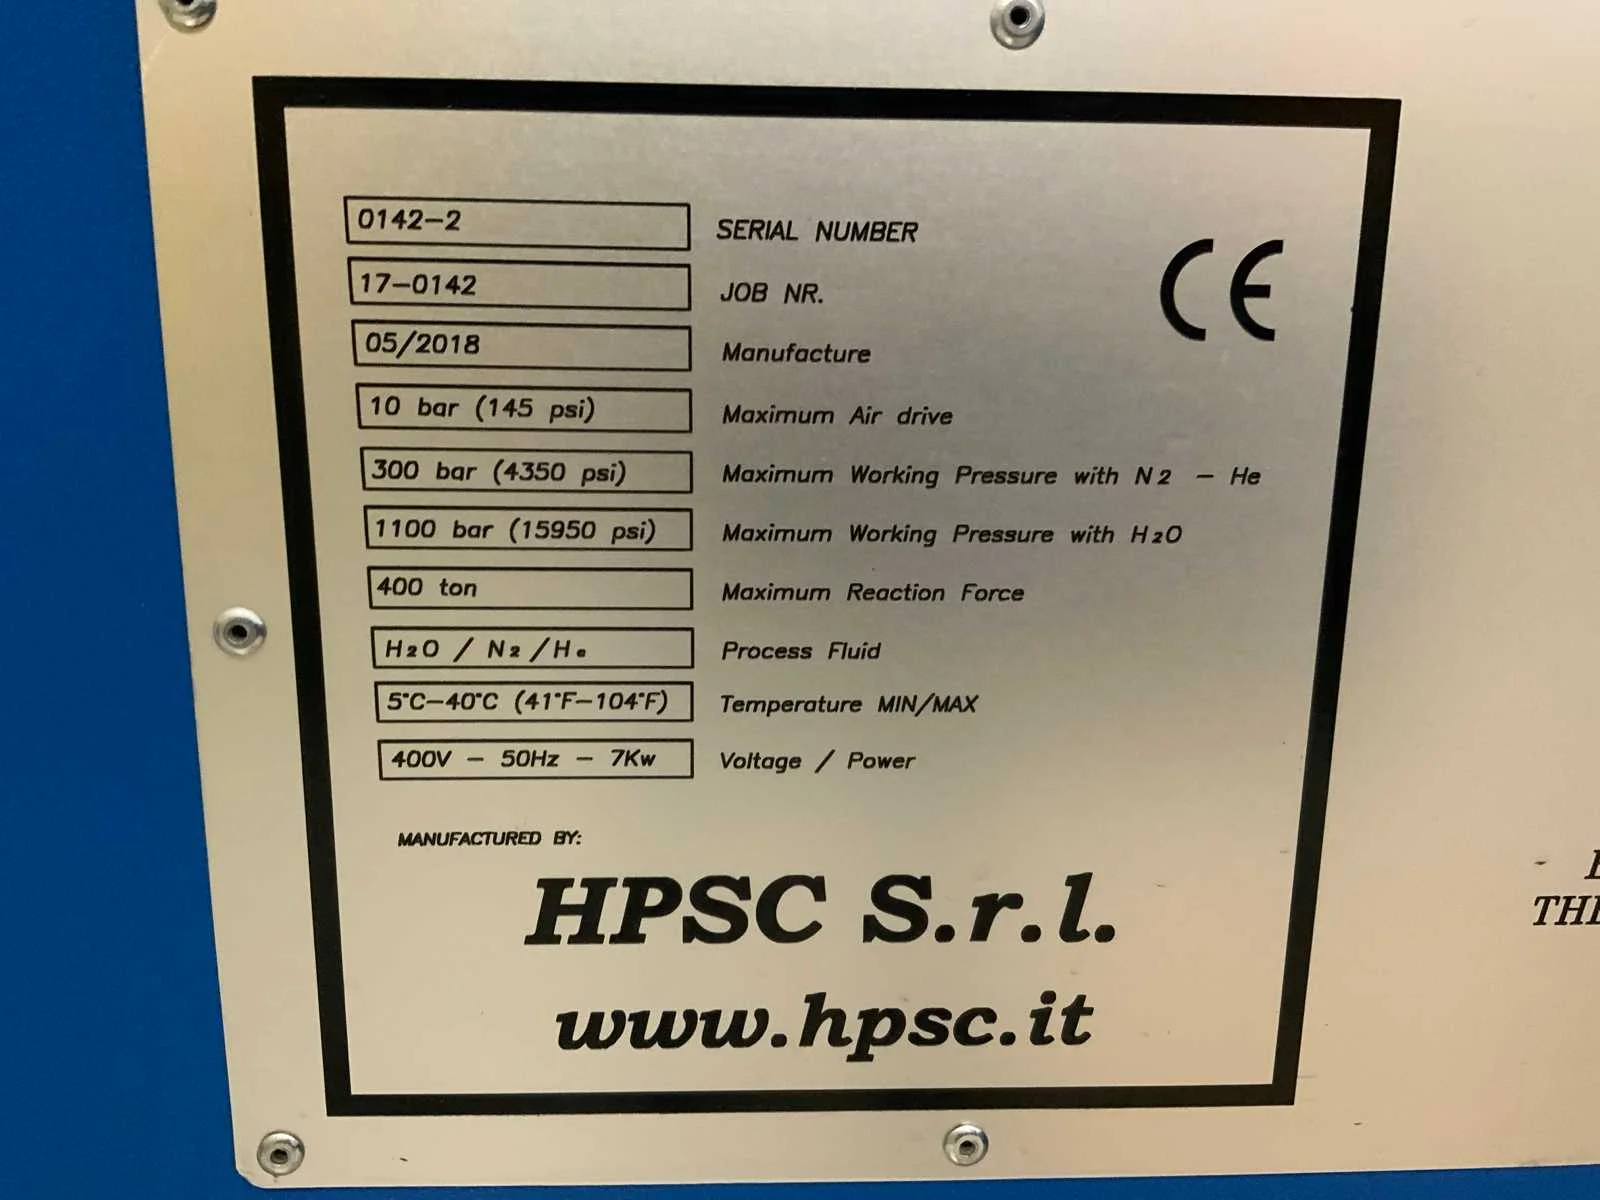 0142-2 SERIAL NUMBER
17-0142 JOB NR.
05/2018 Manufacture
10 bar (145 psi) Maximum Air drive
300 bar (4350 psi) Maximum Working Pressure with N2 - He
1100 bar (15950 psi) Maximum Working Pressure with H2O
400 ton Maximum Reaction Force
H2O / N2 /He Process Fluid
5°C-40°C (41°F-104°F) Temperature MIN/MAX
400V - 50Hz - 7Kw Voltage / Power
CE
MANUFACTURED BY:
HPSC S.r.l.
www.hpsc.it